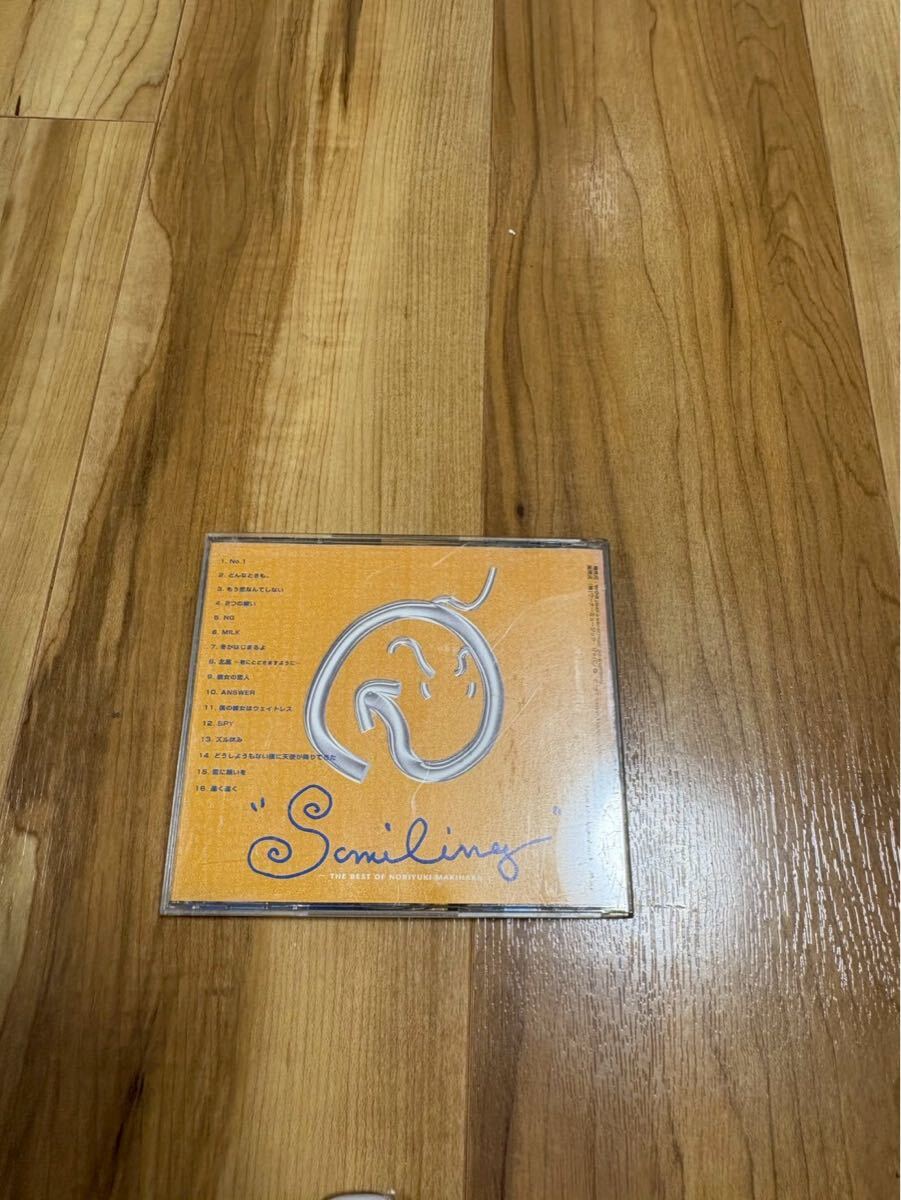 1. No.1
2. どんなときも。
3. もう恋なんてしない
4. 2つの願い
5. NG
6. MILK
7. 冬がはじまるよ
8. 北風 ～君にとどきますように～
9. 彼女の恋人
10. ANSWER
11. 僕の彼女はウェイトレス
12. SPY
13. ズル休み
14. どうしようもない僕に天使が降りてきた
15. 雷に願いを
16. 遠く遠く
"Smiling"
THE BEST OF NORIYUKI MAKIHARA